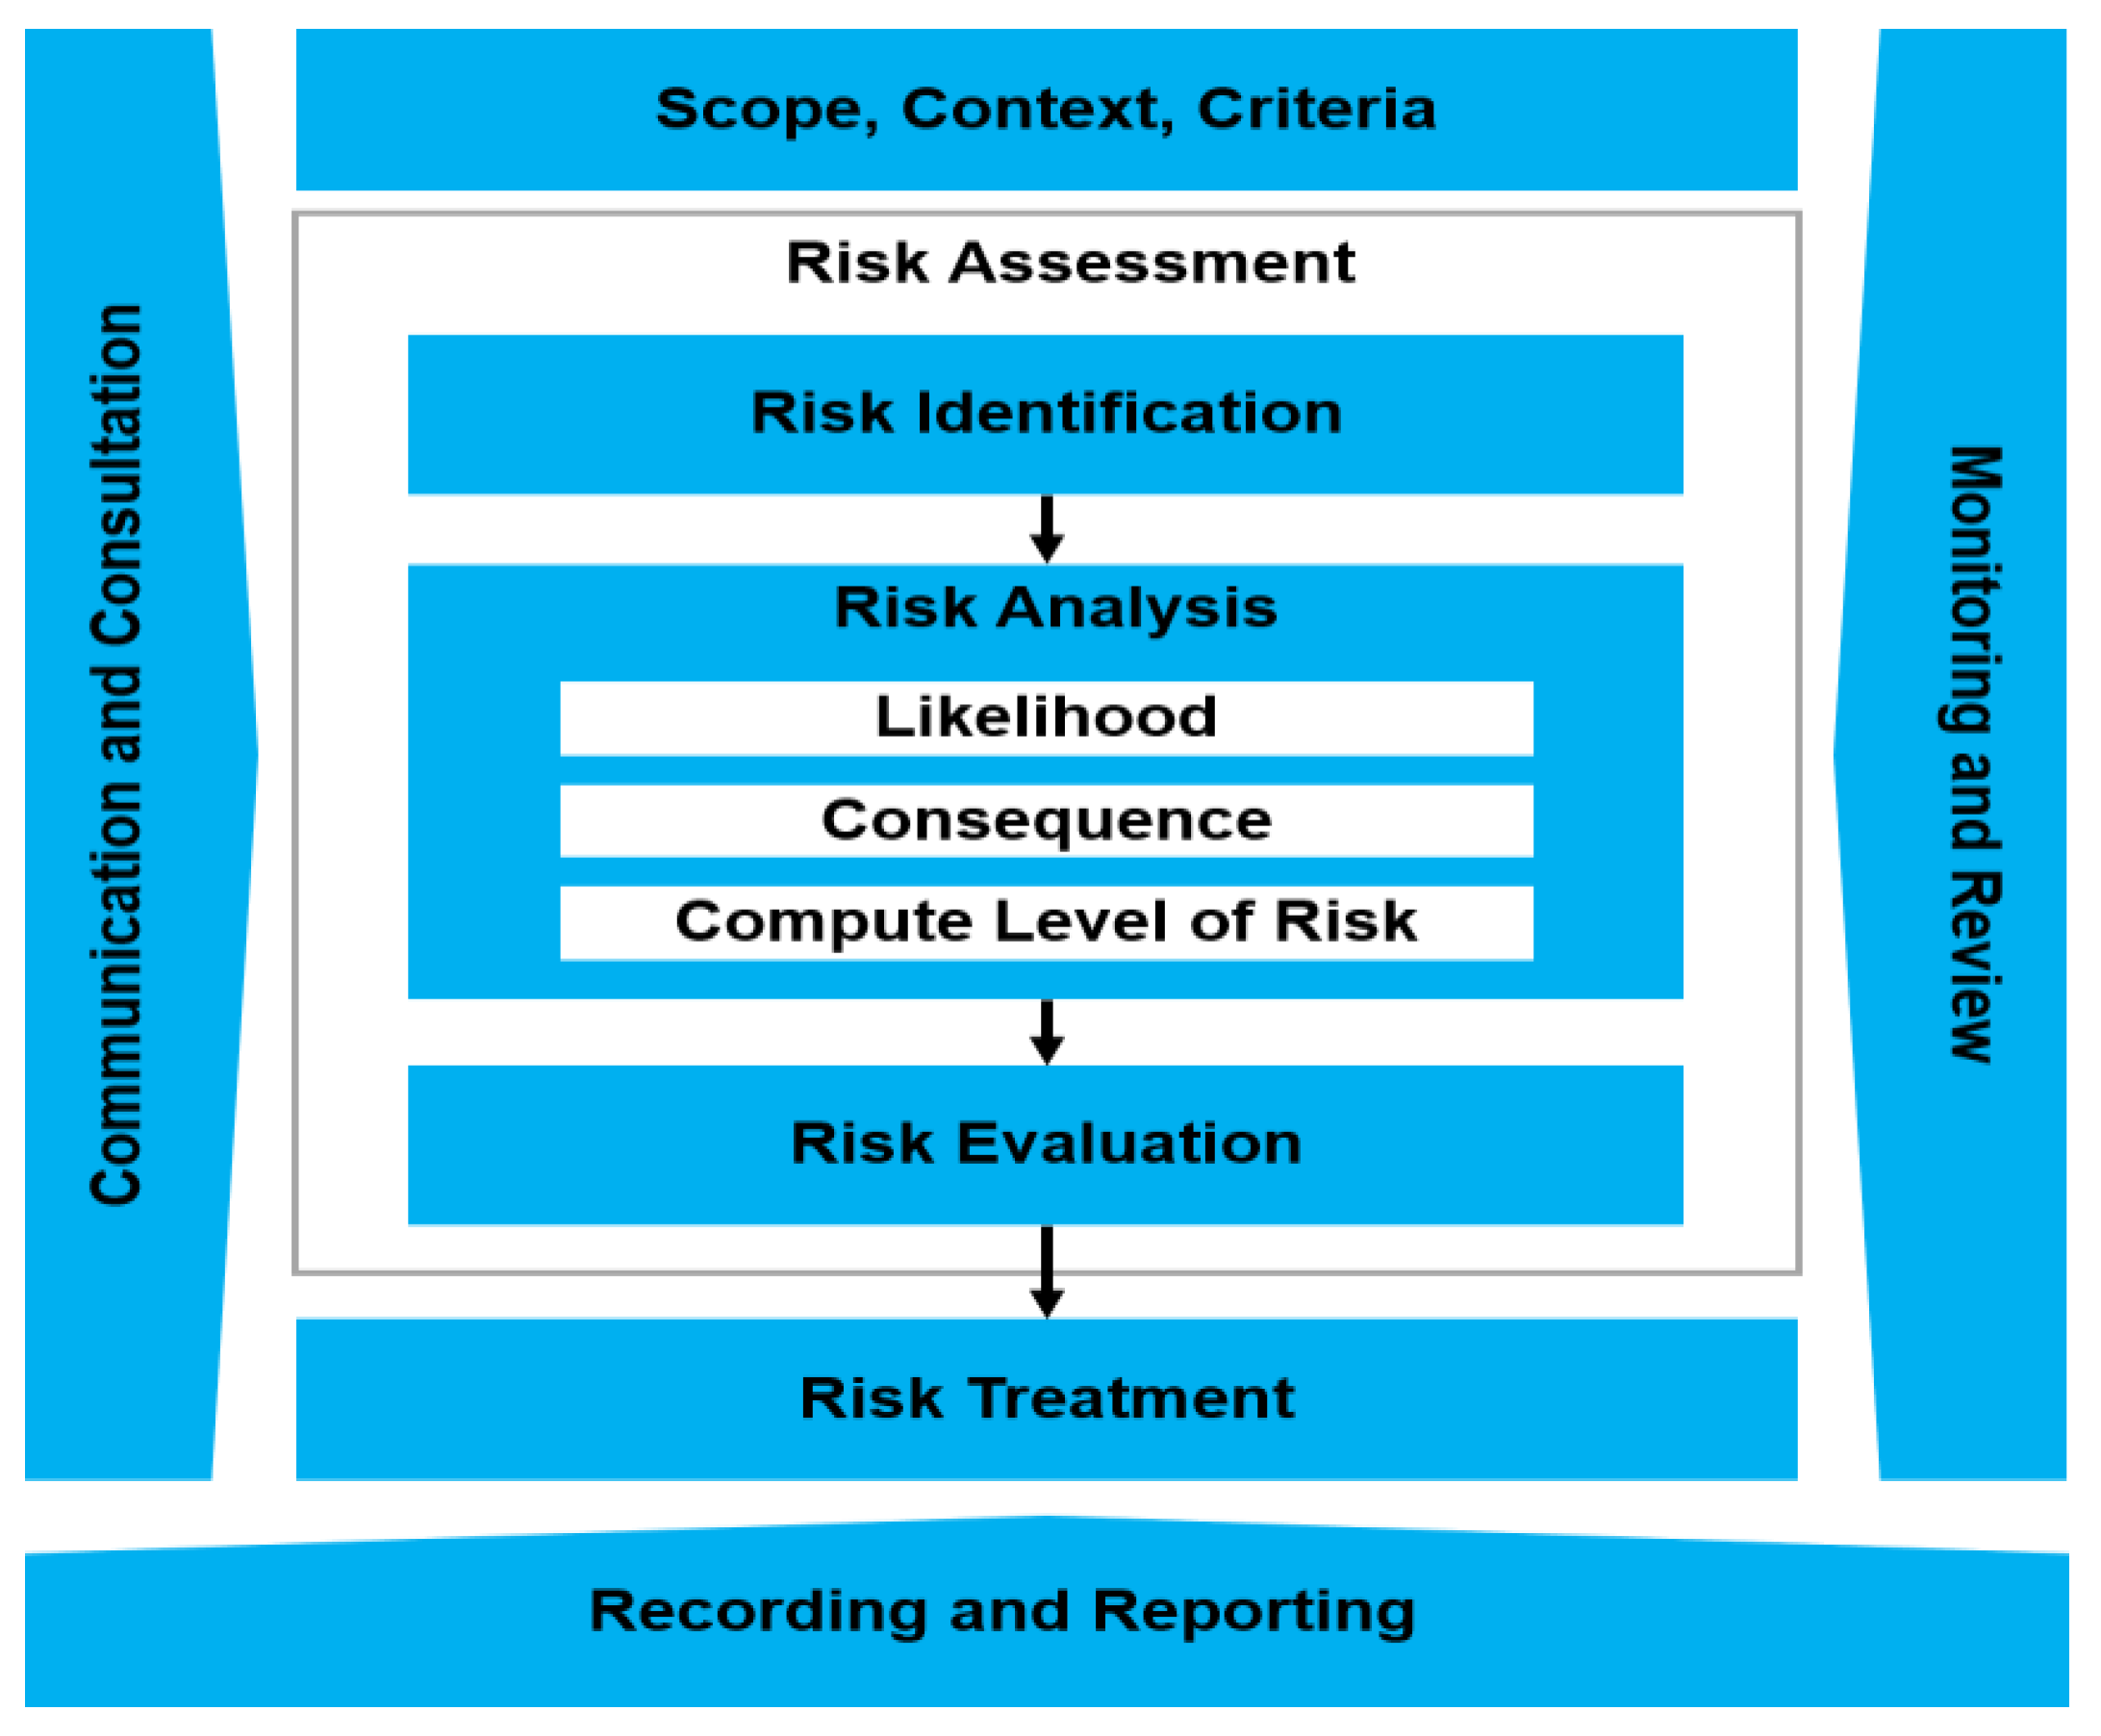 Scope, Context, Criteria
Risk Assessment
Risk Identification
Risk Analysis
Likelihood
Consequence
Compute Level of Risk
Risk Evaluation
Risk Treatment
Communication and Consultation
Monitoring and Review
Recording and Reporting